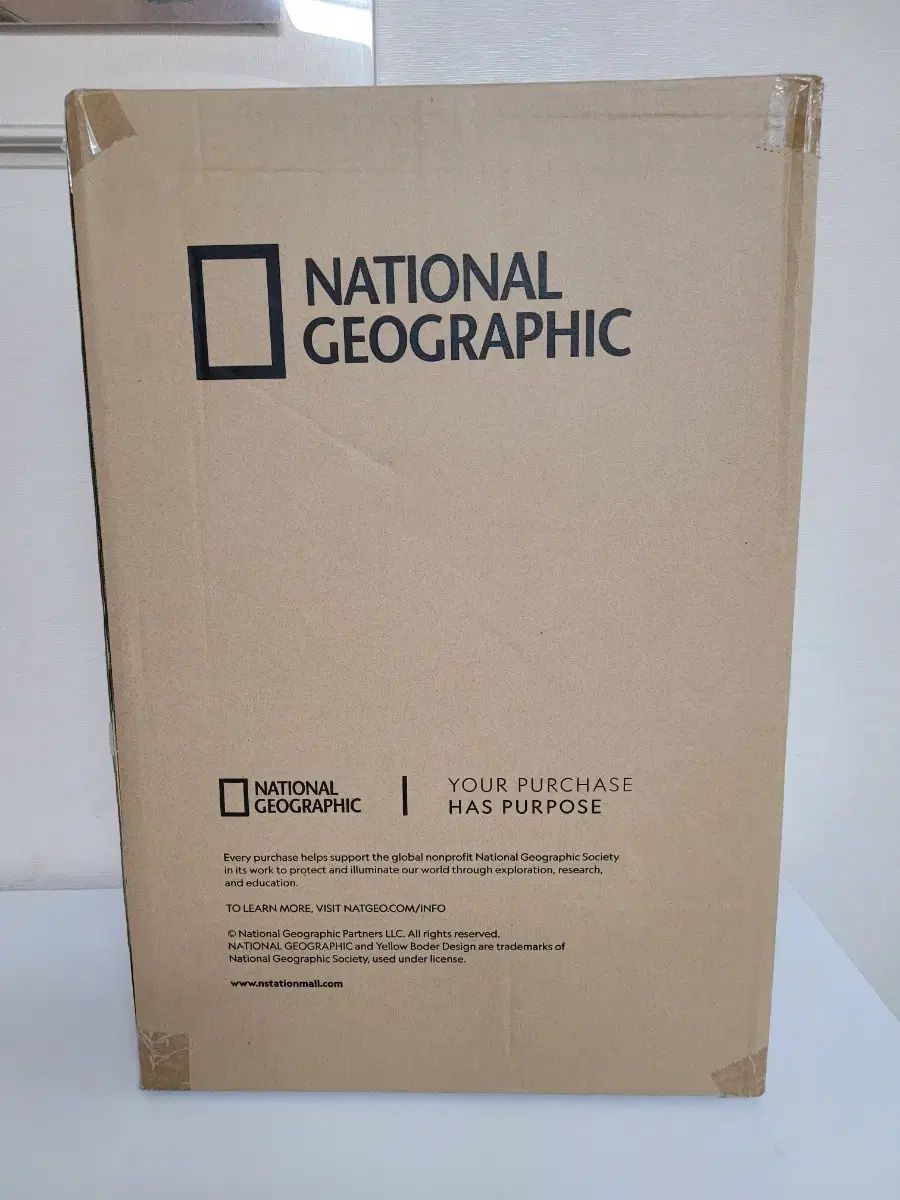 NATIONAL
GEOGRAPHIC
NATIONAL
GEOGRAPHIC
YOUR PURCHASE
HAS PURPOSE
Every purchase helps support the global nonprofit National Geographic Society
in its work to protect and illuminate our world through exploration, research,
and education.
TO LEARN MORE, VISIT NATGEO.COM/INFO
© National Geographic Partners LLC. All rights reserved.
NATIONAL GEOGRAPHIC and Yellow Boder Design are trademarks of
National Geographic Society, used under license.
www.nstationmall.com